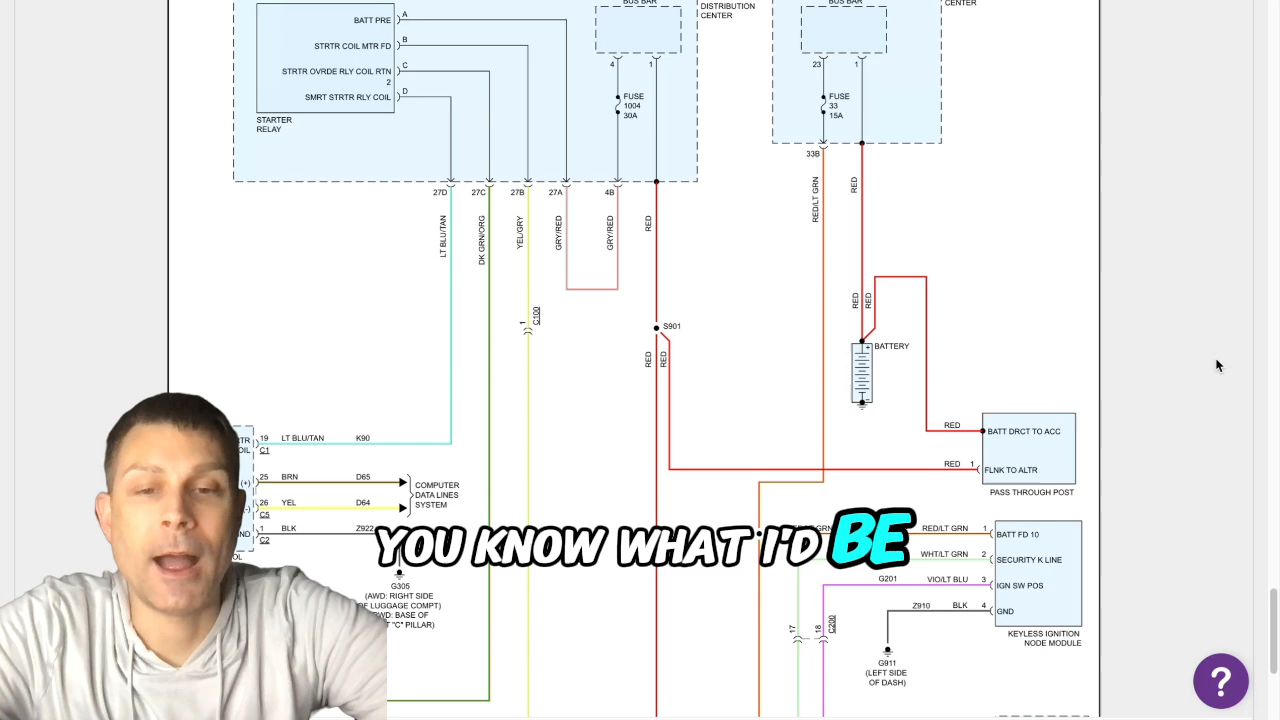 BUS BAR
DISTRIBUTION
CENTER
BUS BAR
CENTER
BATT PRE
A
STRTR COIL MTR FD
B
STRTR OVRDE RLY COIL RTN
2
C
SMRT STRTR RLY COIL
D
STARTER
RELAY
4
1
FUSE
1004
30A
23
1
FUSE
33
15A
27D
27C
27B
27A
4B
33B
LT BLU/TAN
DK GRN/ORG
YEL/GRY
GRY/RED
GRY/RED
RED
RED/LT GRN
RED
1
C100
S901
RED
RED
RED
RED
BATTERY
+
-
RED
BATT DRCT TO ACC
RED 1
FLNK TO ALTR
PASS THROUGH POST
19 LT BLU/TAN K90
C1
25 BRN D65
(+)
26 YEL D64
C5
1 BLK Z922
C2
COMPUTER
DATA LINES
SYSTEM
G305
(AWD: RIGHT SIDE
OF LUGGAGE COMPT)
BASE OF
"C" PILLAR)
YOU KNOW WHAT I'D BE
RED/LT GRN 1
BATT FD 10
WHT/LT GRN 2
SECURITY K LINE
G201
VIO/LT BLU 3
IGN SW POS
Z910 BLK 4
GND
KEYLESS IGNITION
NODE MODULE
17
18
C200
G911
(LEFT SIDE
OF DASH)
?